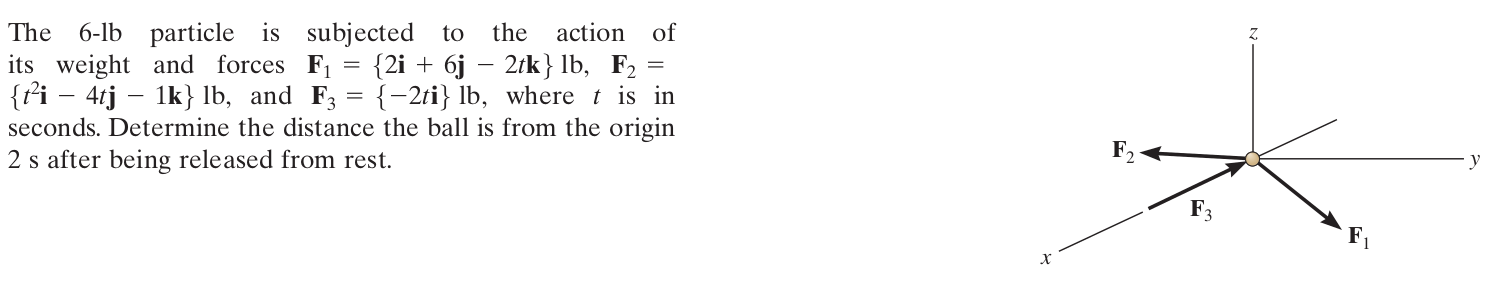 The 6-lb particle is subjected to the action of
its weight and forces F₁ = {2i + 6j − 2tk} lb, F₂ =
{t²i − 4tj − 1k} lb, and F₃ = {−2ti} lb, where t is in
seconds. Determine the distance the ball is from the origin
2 s after being released from rest.
z
F₂
y
F₃
F₁
x